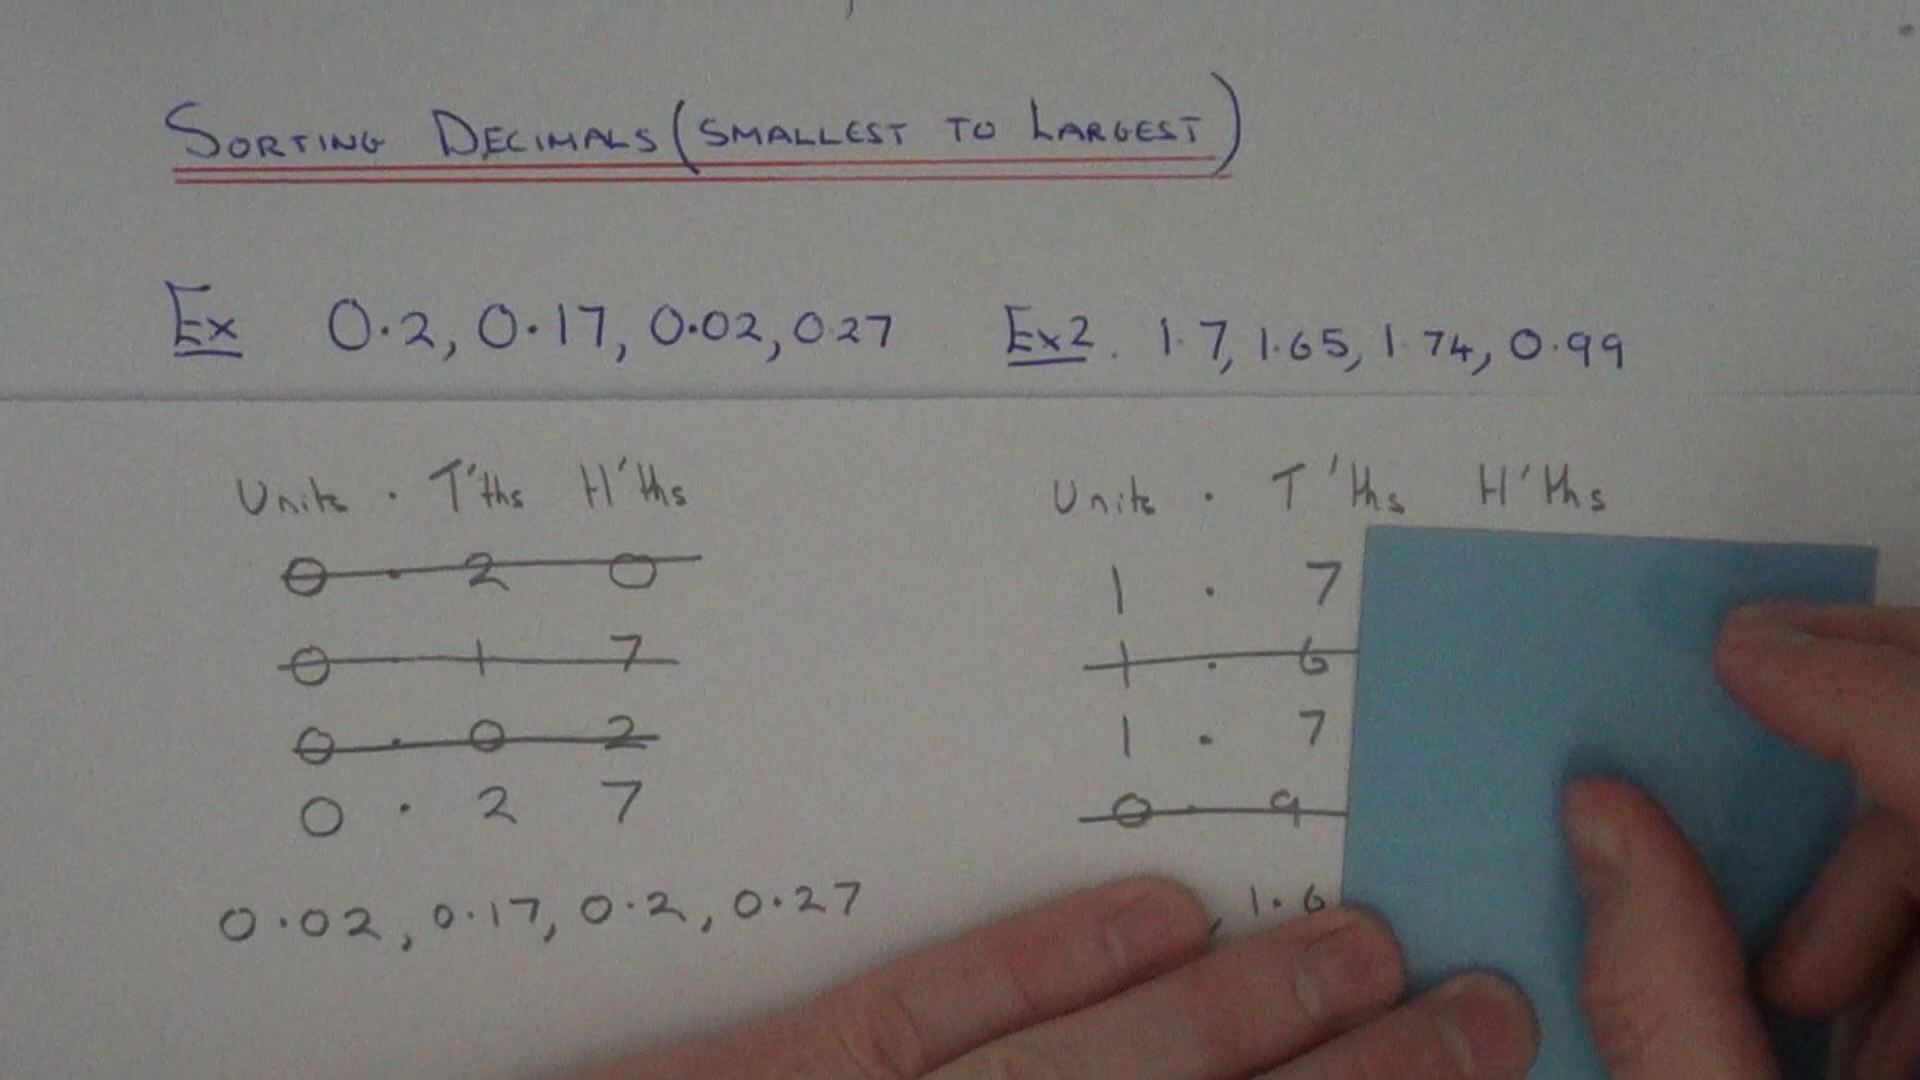 SORTING DECIMALS (SMALLEST TO LARGEST)
Ex 0.2, 0.17, 0.02, 0.27
Ex2. 1.7, 1.65, 1.74, 0.99
Units . T'ths H'ths
0 . 2 0
0 . 1 7
0 . 0 2
0 . 2 7
0.02, 0.17, 0.2, 0.27
Units . T'ths H'ths
1 . 7
1 . 6
1 . 7
0 . 9
, 1.6